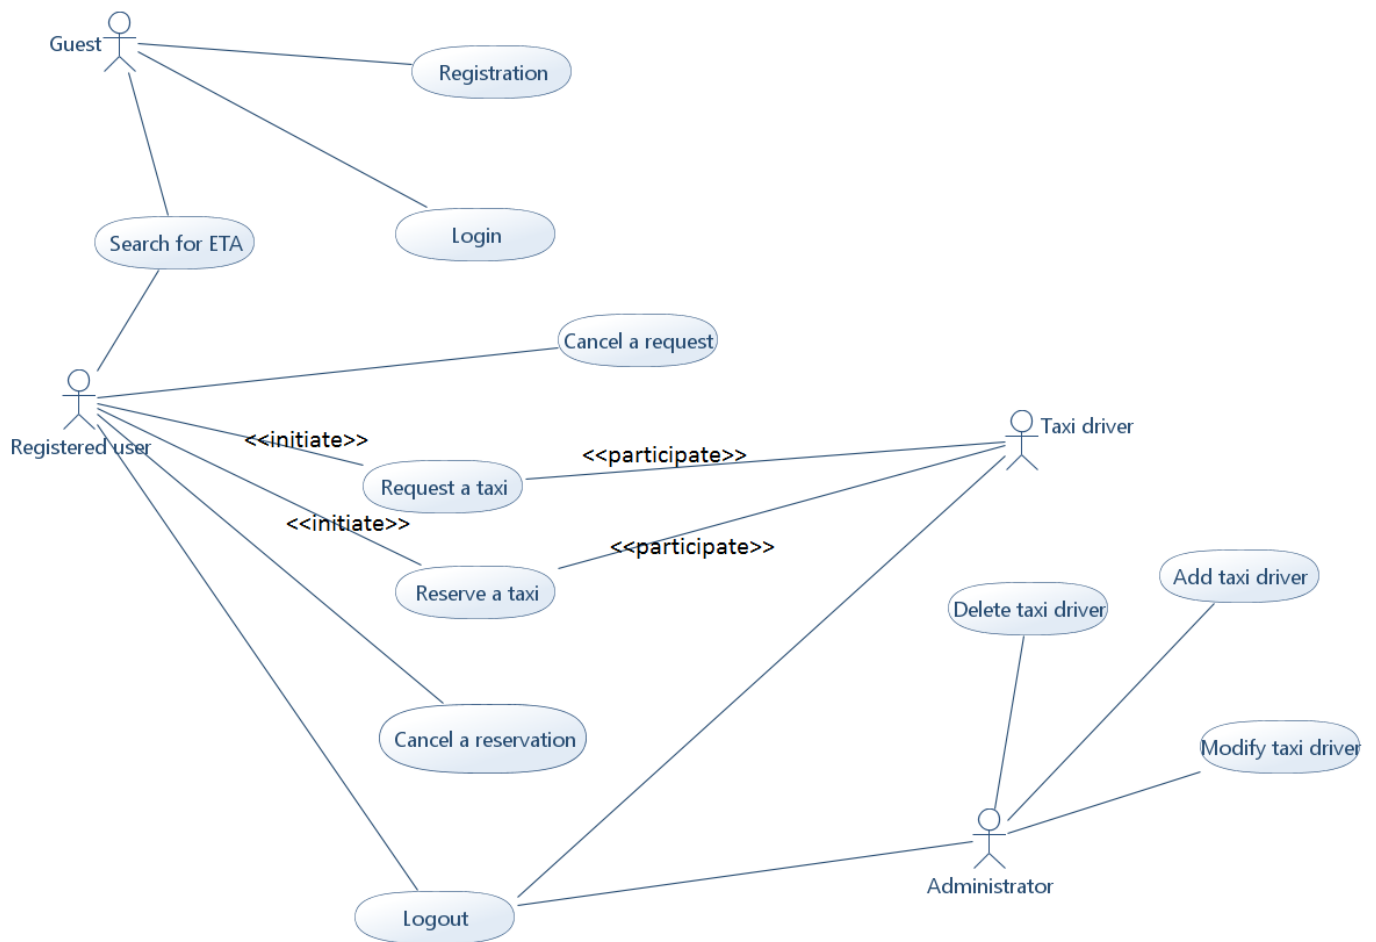 Guest
Registration
Login
Search for ETA
Cancel a request
Registered user
<<initiate>>
Taxi driver
<<participate>>
Request a taxi
<<initiate>>
<<participate>>
Reserve a taxi
Add taxi driver
Delete taxi driver
Cancel a reservation
Modify taxi driver
Administrator
Logout